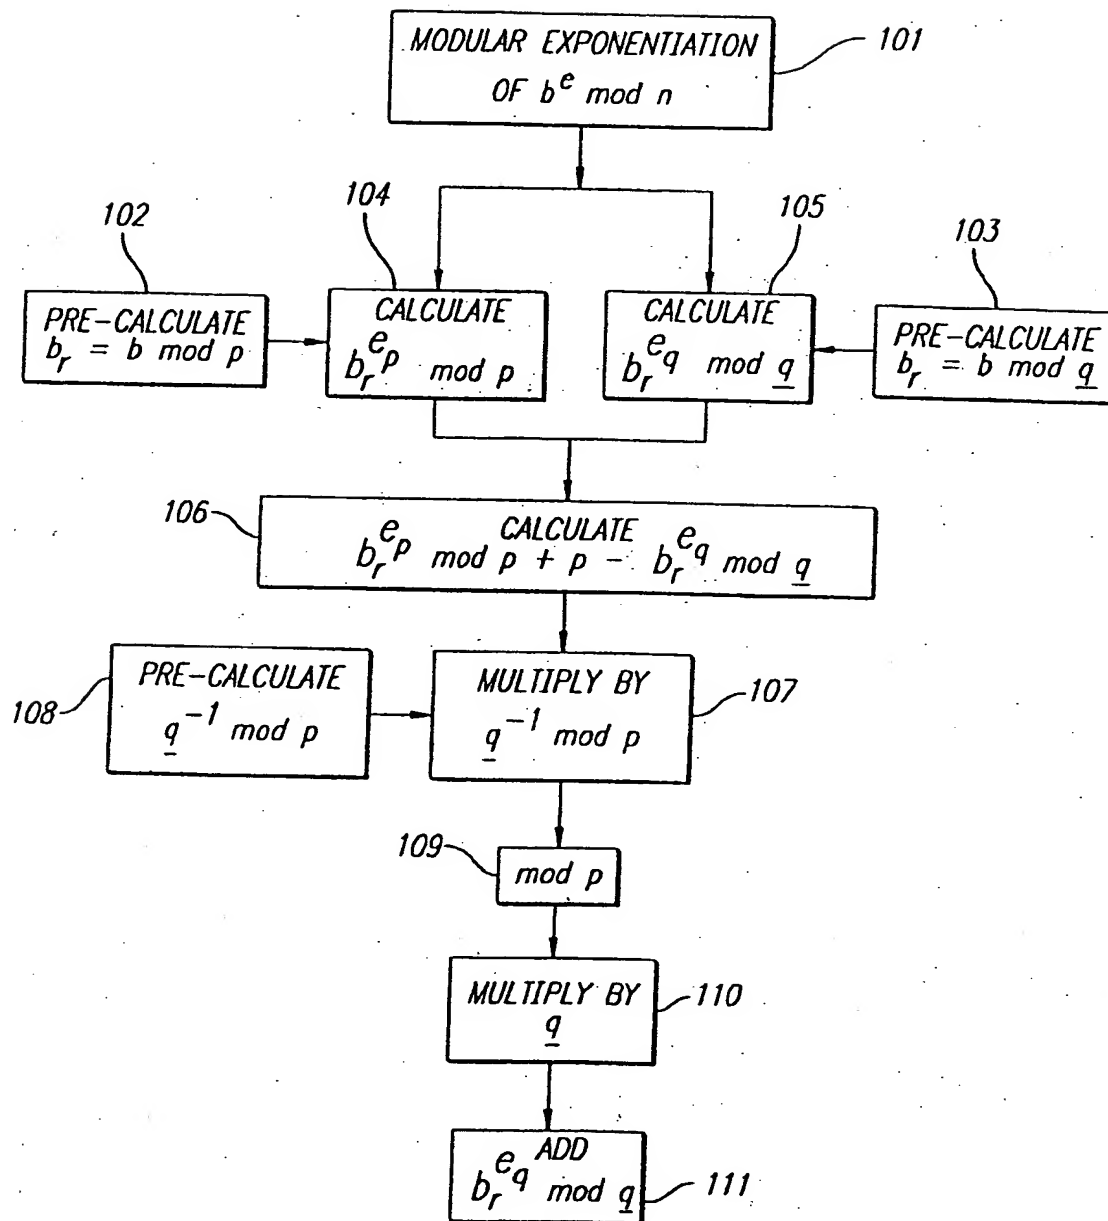 MODULAR EXPONENTIATION
OF b^e mod n
101
102
104
105
103
PRE-CALCULATE
b_r = b mod p
CALCULATE
b_r^e_p mod p
CALCULATE
b_r^e_q mod q
PRE-CALCULATE
b_r = b mod q
106
CALCULATE
b_r^e_p mod p + p - b_r^e_q mod q
108
PRE-CALCULATE
q^-1 mod p
MULTIPLY BY
q^-1 mod p
107
109
mod p
MULTIPLY BY
q
110
ADD
b_r^e_q mod q
111